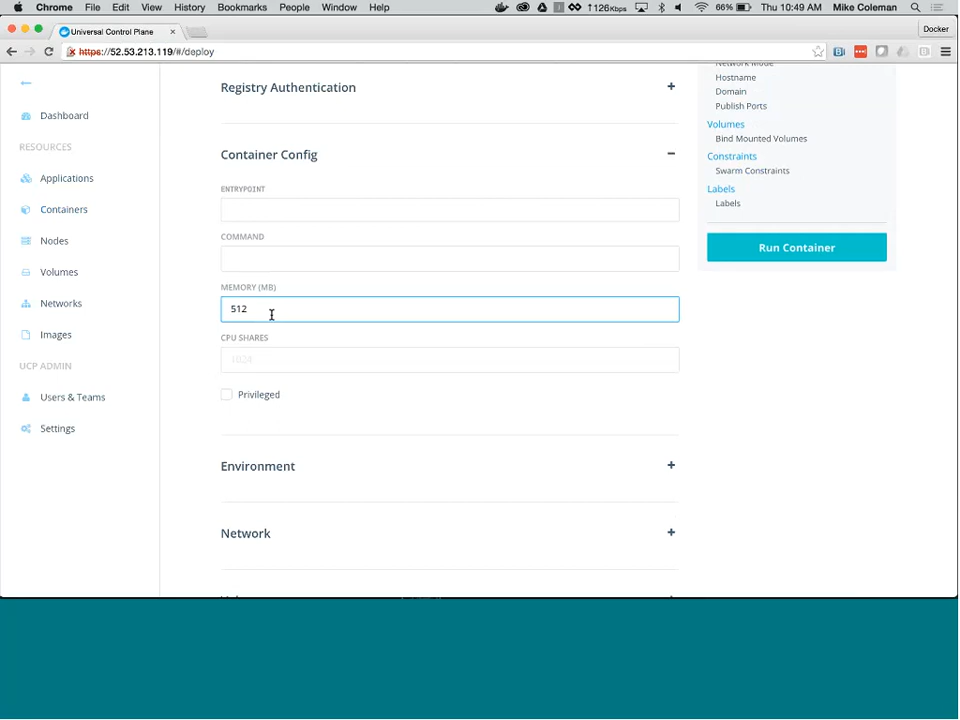 Chrome File Edit View History Bookmarks People Window Help 126Kbps 66% Thu 10:49 AM Mike Coleman
Universal Control Plane Docker
https://52.53.213.119/#/deploy
Network Mode
Hostname
Domain
Publish Ports
Volumes
Bind Mounted Volumes
Constraints
Swarm Constraints
Labels
Labels
Run Container
Dashboard
RESOURCES
Applications
Containers
Nodes
Volumes
Networks
Images
UCP ADMIN
Users & Teams
Settings
Registry Authentication +
Container Config −
ENTRYPOINT
COMMAND
MEMORY (MB)
512
CPU SHARES
1024
Privileged
Environment +
Network +